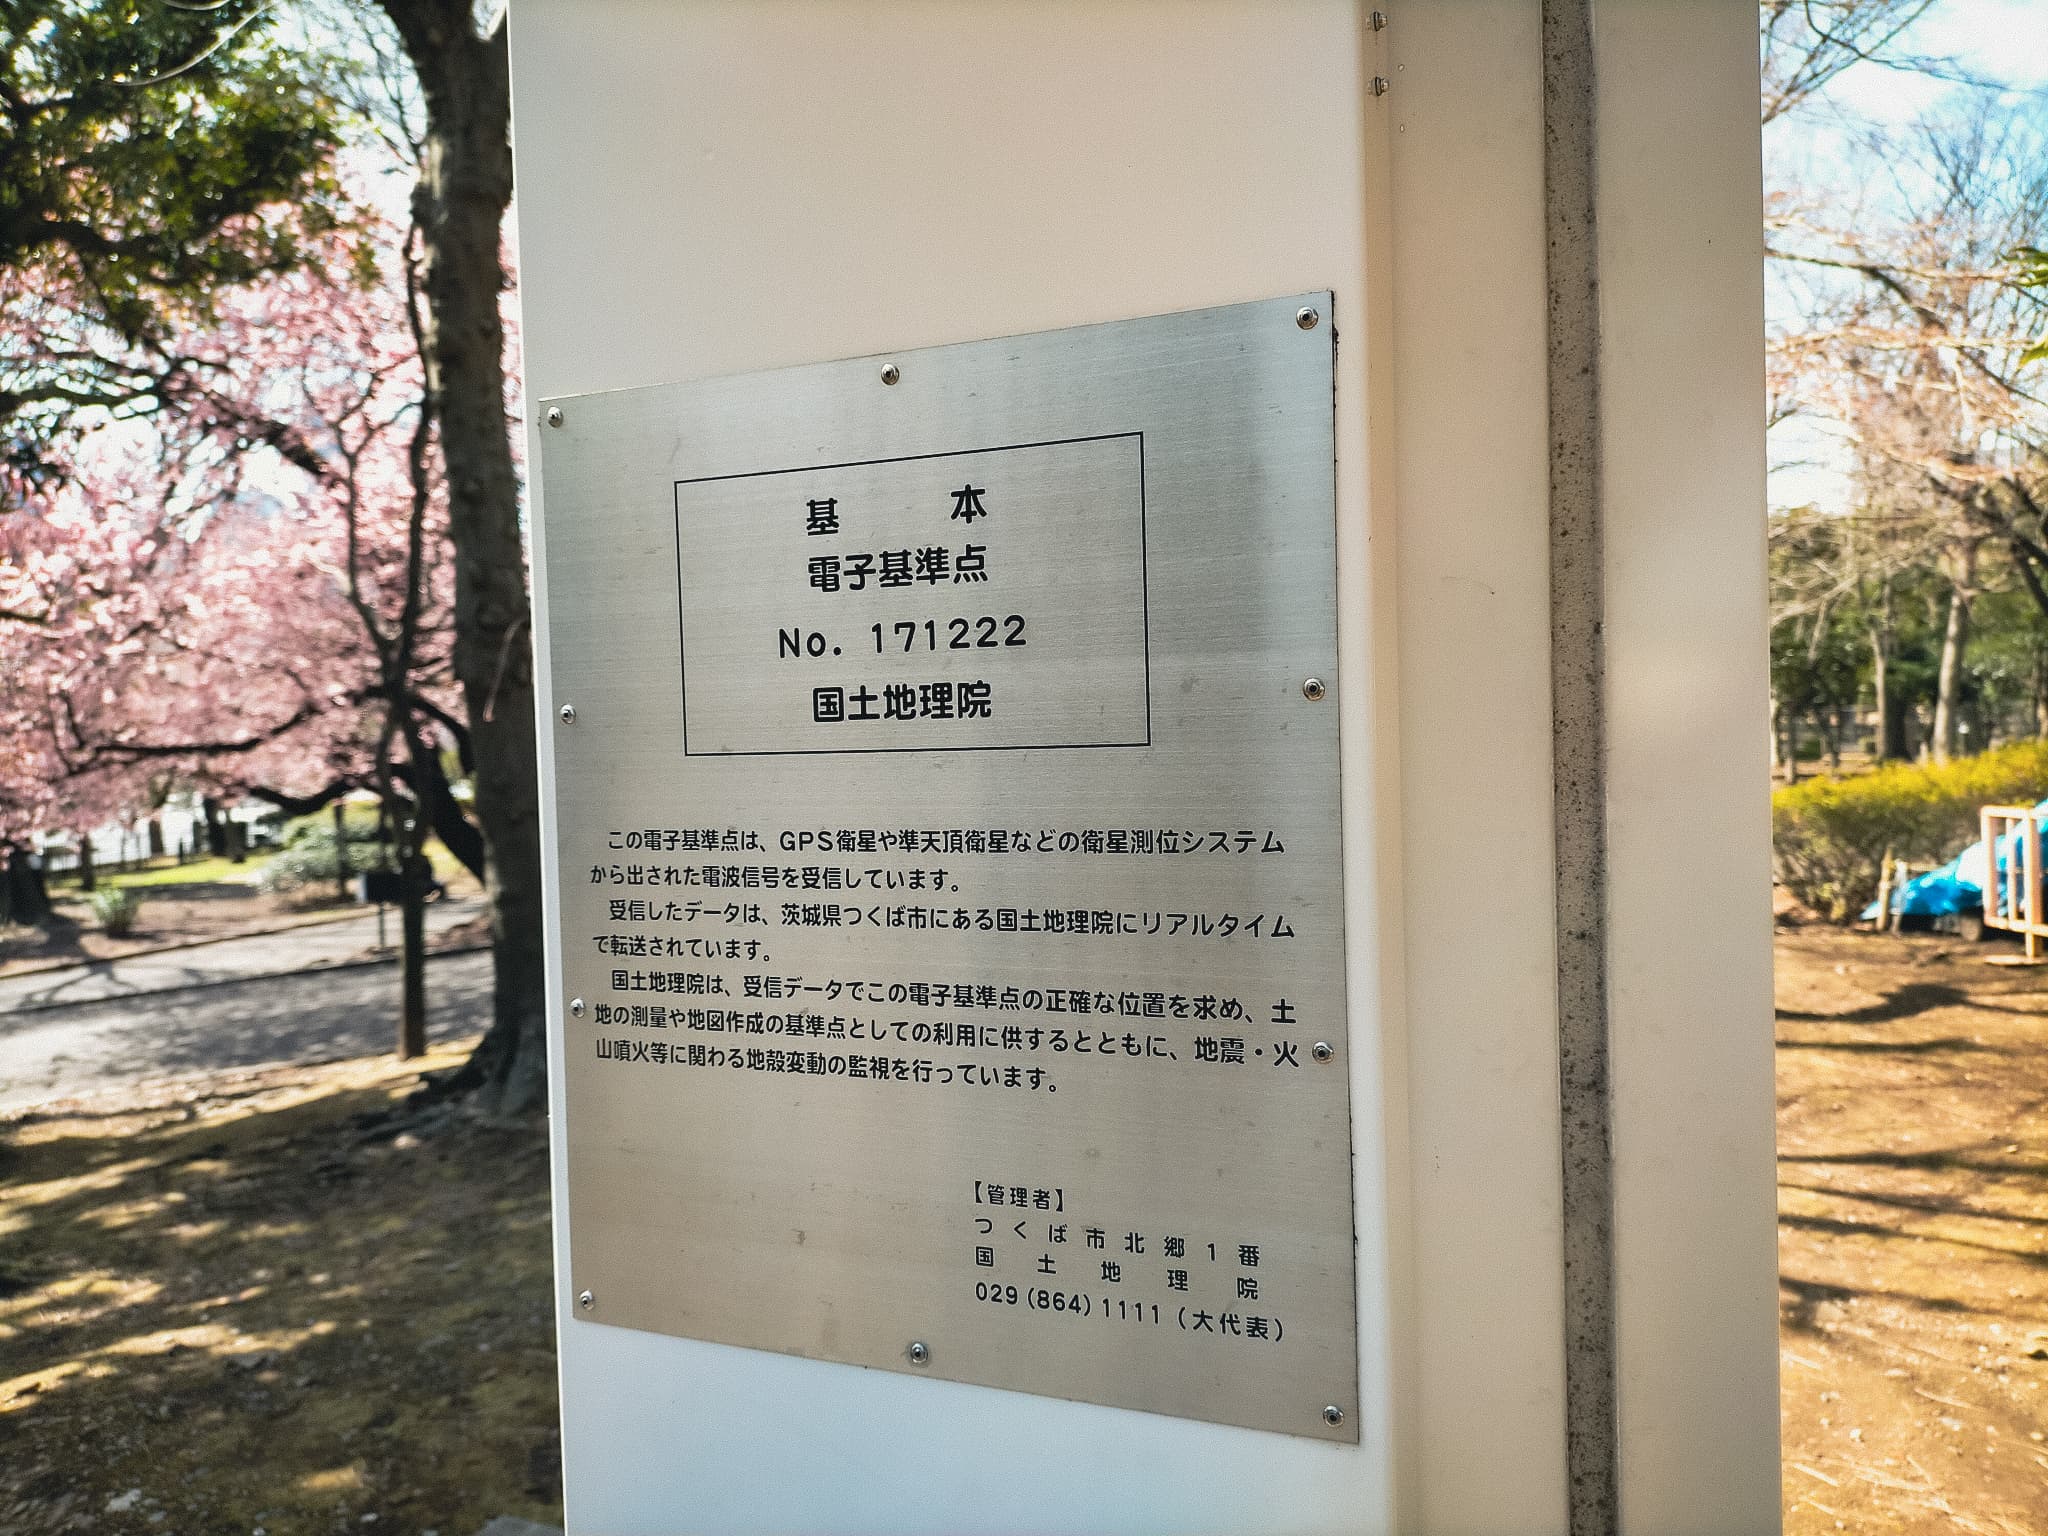 基 本
電子基準点
No. 171222
国土地理院
この電子基準点は、GPS衛星や準天頂衛星などの衛星測位システム
から出された電波信号を受信しています。
受信したデータは、茨城県つくば市にある国土地理院にリアルタイム
で転送されています。
国土地理院は、受信データでこの電子基準点の正確な位置を求め、土
地の測量や地図作成の基準点としての利用に供するとともに、地震・火
山噴火等に関わる地殻変動の監視を行っています。
【管理者】
つくば市北郷1番
国土地理院
029(864)1111(大代表)